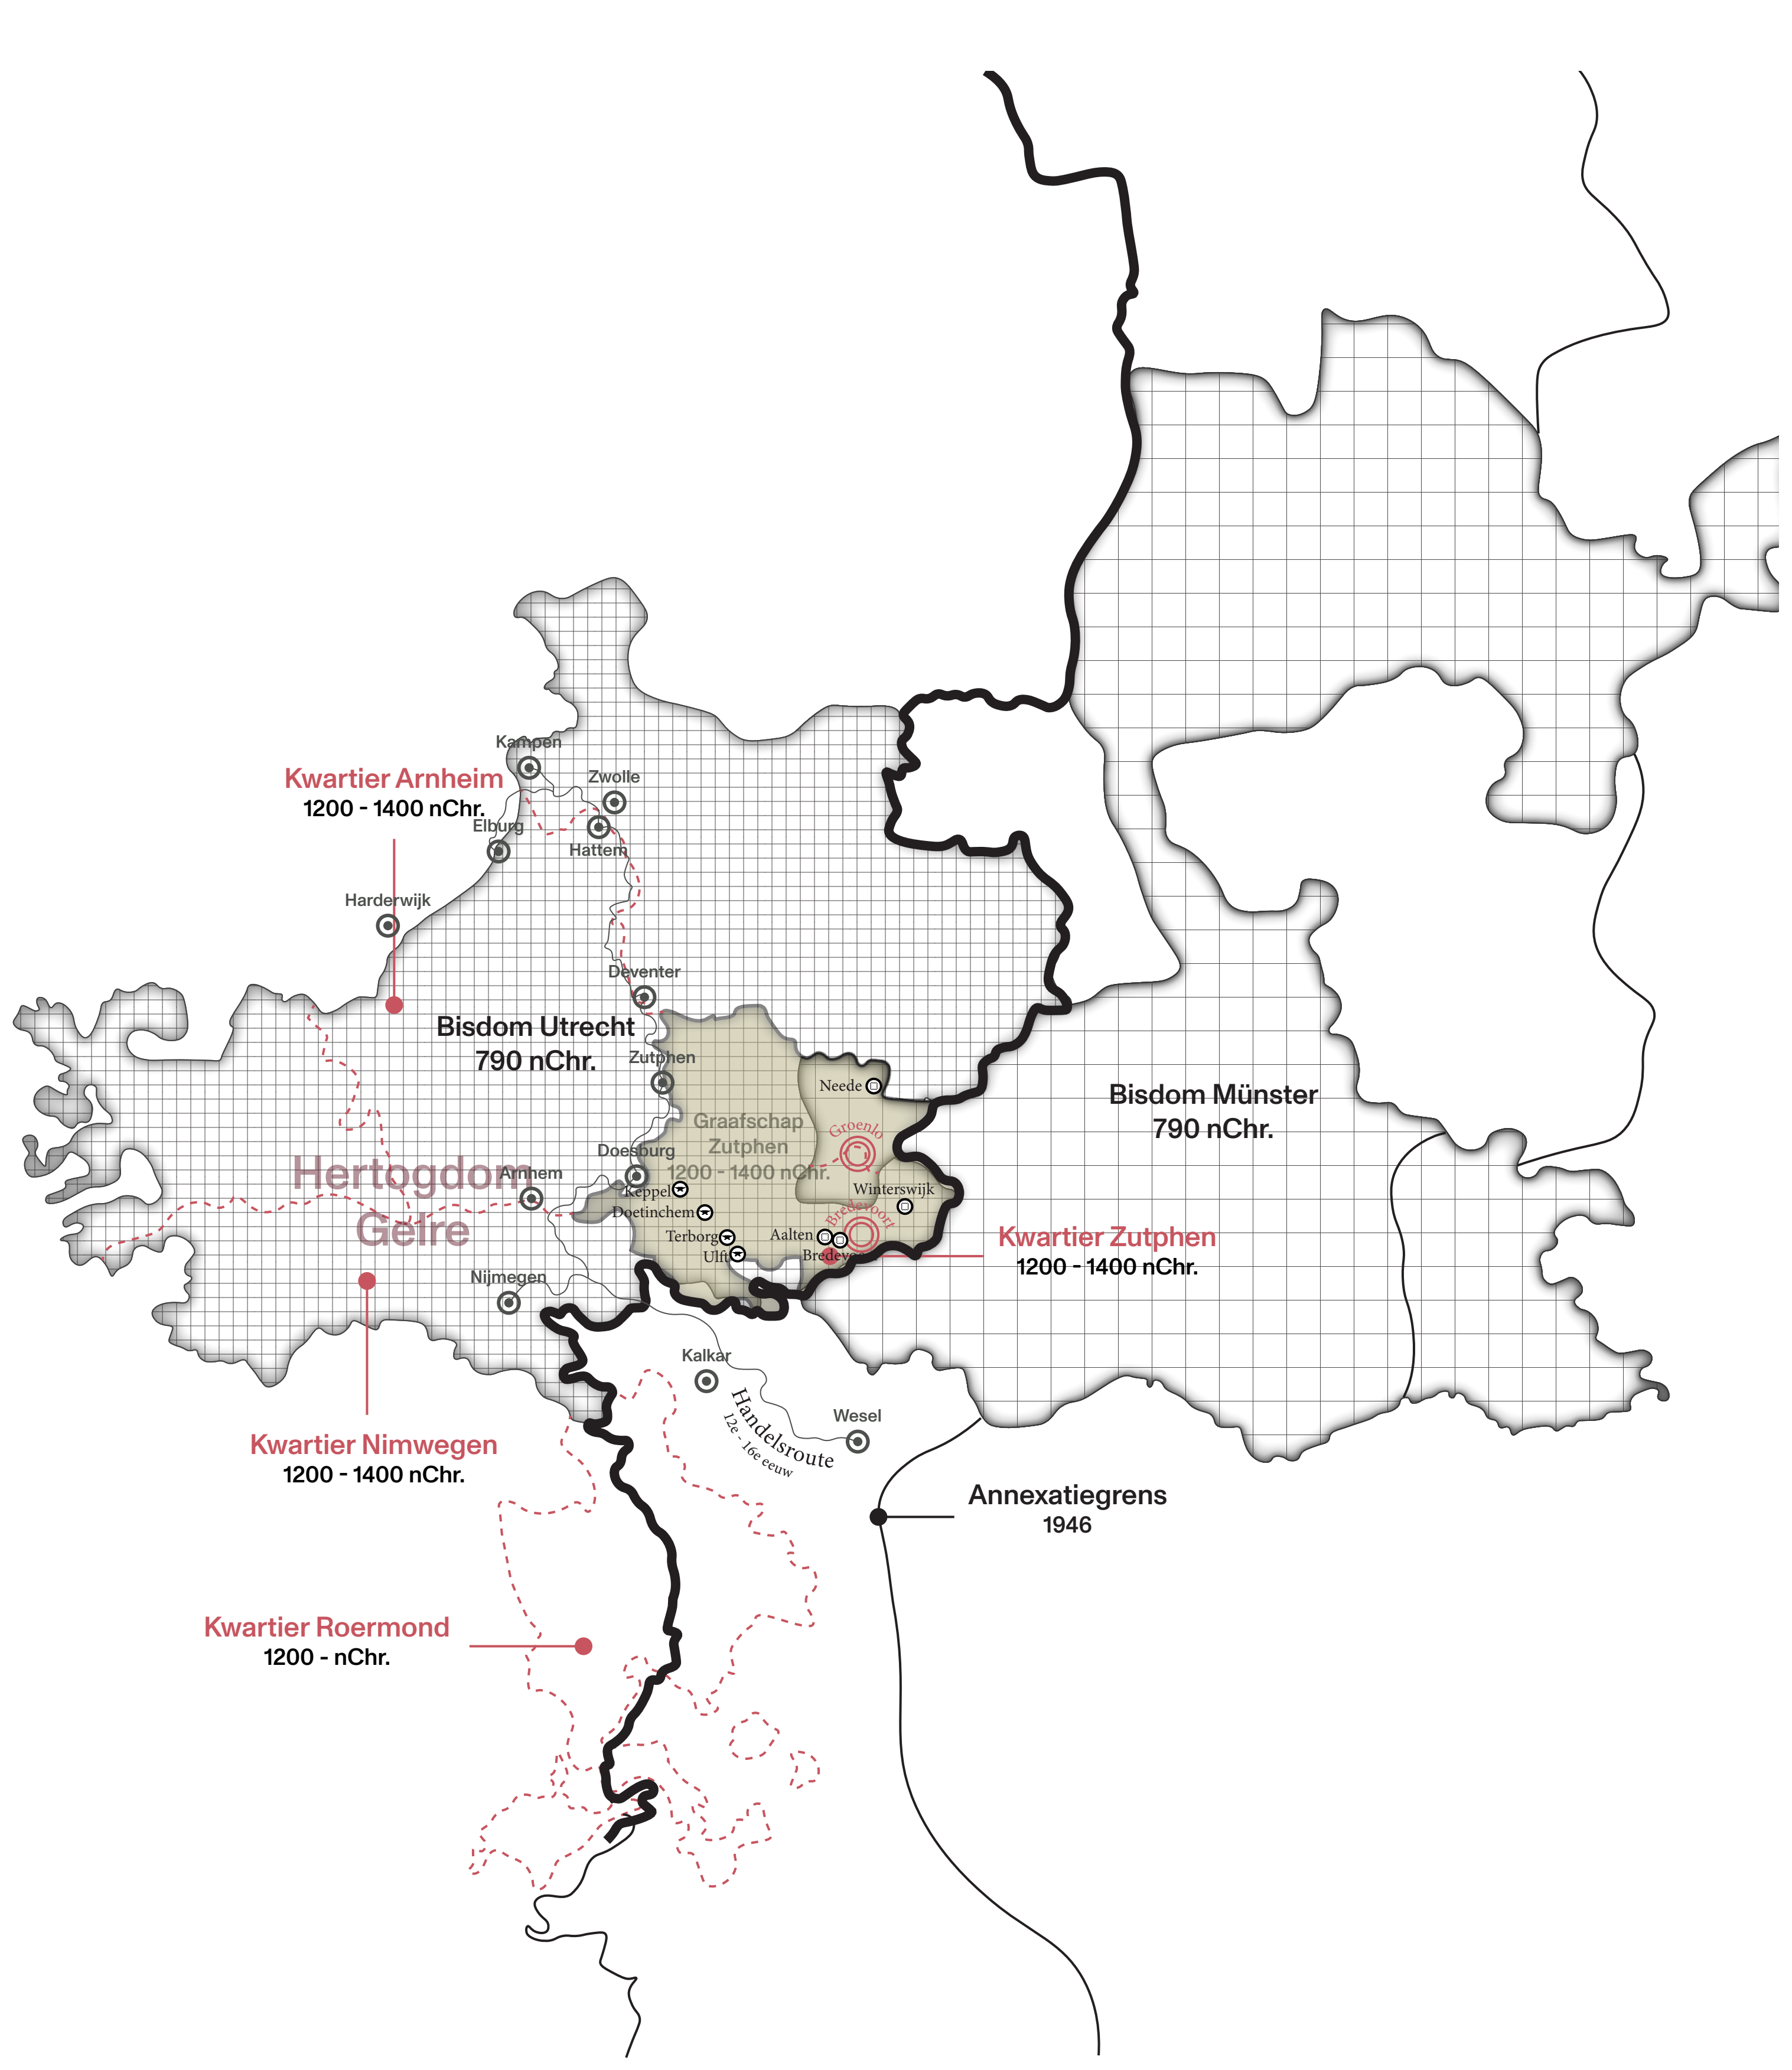 Kampen
Kwartier Arnheim
1200 - 1400 nChr.
Zwolle
Elburg
Hattem
Harderwijk
Deventer
Bisdom Utrecht
790 nChr.
Zutphen
Neede
Bisdom Münster
790 nChr.
Graafschap
Zutphen
1200 - 1400 nChr.
Groenlo
Doesburg
Hertogdom
Gelre
Arnhem
Keppel
Winterswijk
Doetinchem
Bredevoort
Terborg
Aalten
Ulft
Kwartier Zutphen
1200 - 1400 nChr.
Nijmegen
Kalkar
Handelsroute
12e - 16e eeuw
Wesel
Kwartier Nimwegen
1200 - 1400 nChr.
Annexatiegrens
1946
Kwartier Roermond
1200 - nChr.